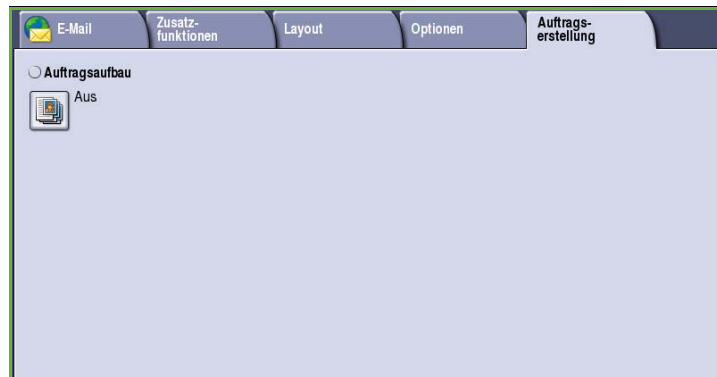 E-Mail
Zusatz-
funktionen
Layout
Optionen
Auftrags-
erstellung
Auftragsaufbau
Aus